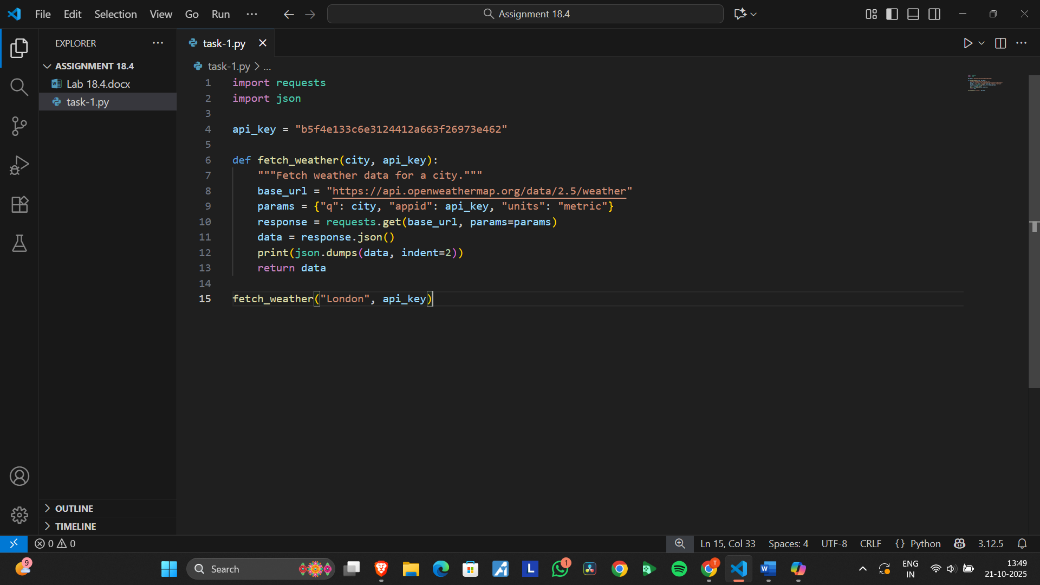 File Edit Selection View Go Run ··· Assignment 18.4
EXPLORER ···
ASSIGNMENT 18.4
Lab 18.4.docx
task-1.py
OUTLINE
TIMELINE
task-1.py
task-1.py > ...
1 import requests
2 import json
3
4 api_key = "b5f4e133c6e3124412a663f26973e462"
5
6 def fetch_weather(city, api_key):
7     """Fetch weather data for a city."""
8     base_url = "https://api.openweathermap.org/data/2.5/weather"
9     params = {"q": city, "appid": api_key, "units": "metric"}
10     response = requests.get(base_url, params=params)
11     data = response.json()
12     print(json.dumps(data, indent=2))
13     return data
14
15 fetch_weather("London", api_key)
0 0 Ln 15, Col 33 Spaces: 4 UTF-8 CRLF {} Python 3.12.5
9 Search 1 ENG IN 13:49 21-10-2025